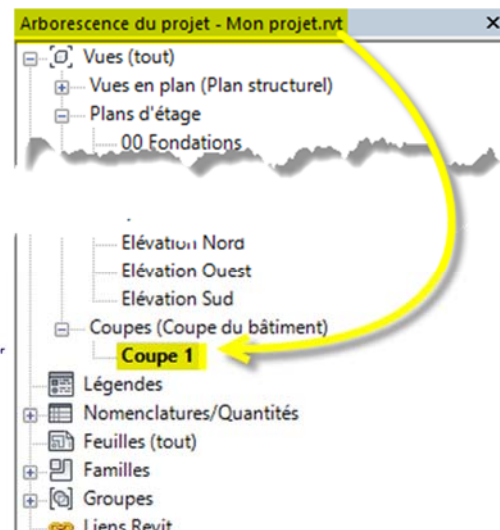 Arborescence du projet - Mon projet.rvt
Vues (tout)
Vues en plan (Plan structurel)
Plans d'étage
00 Fondations
Elévation Nord
Elévation Ouest
Elévation Sud
Coupes (Coupe du bâtiment)
Coupe 1
Légendes
Nomenclatures/Quantités
Feuilles (tout)
Familles
Groupes
Liens Revit